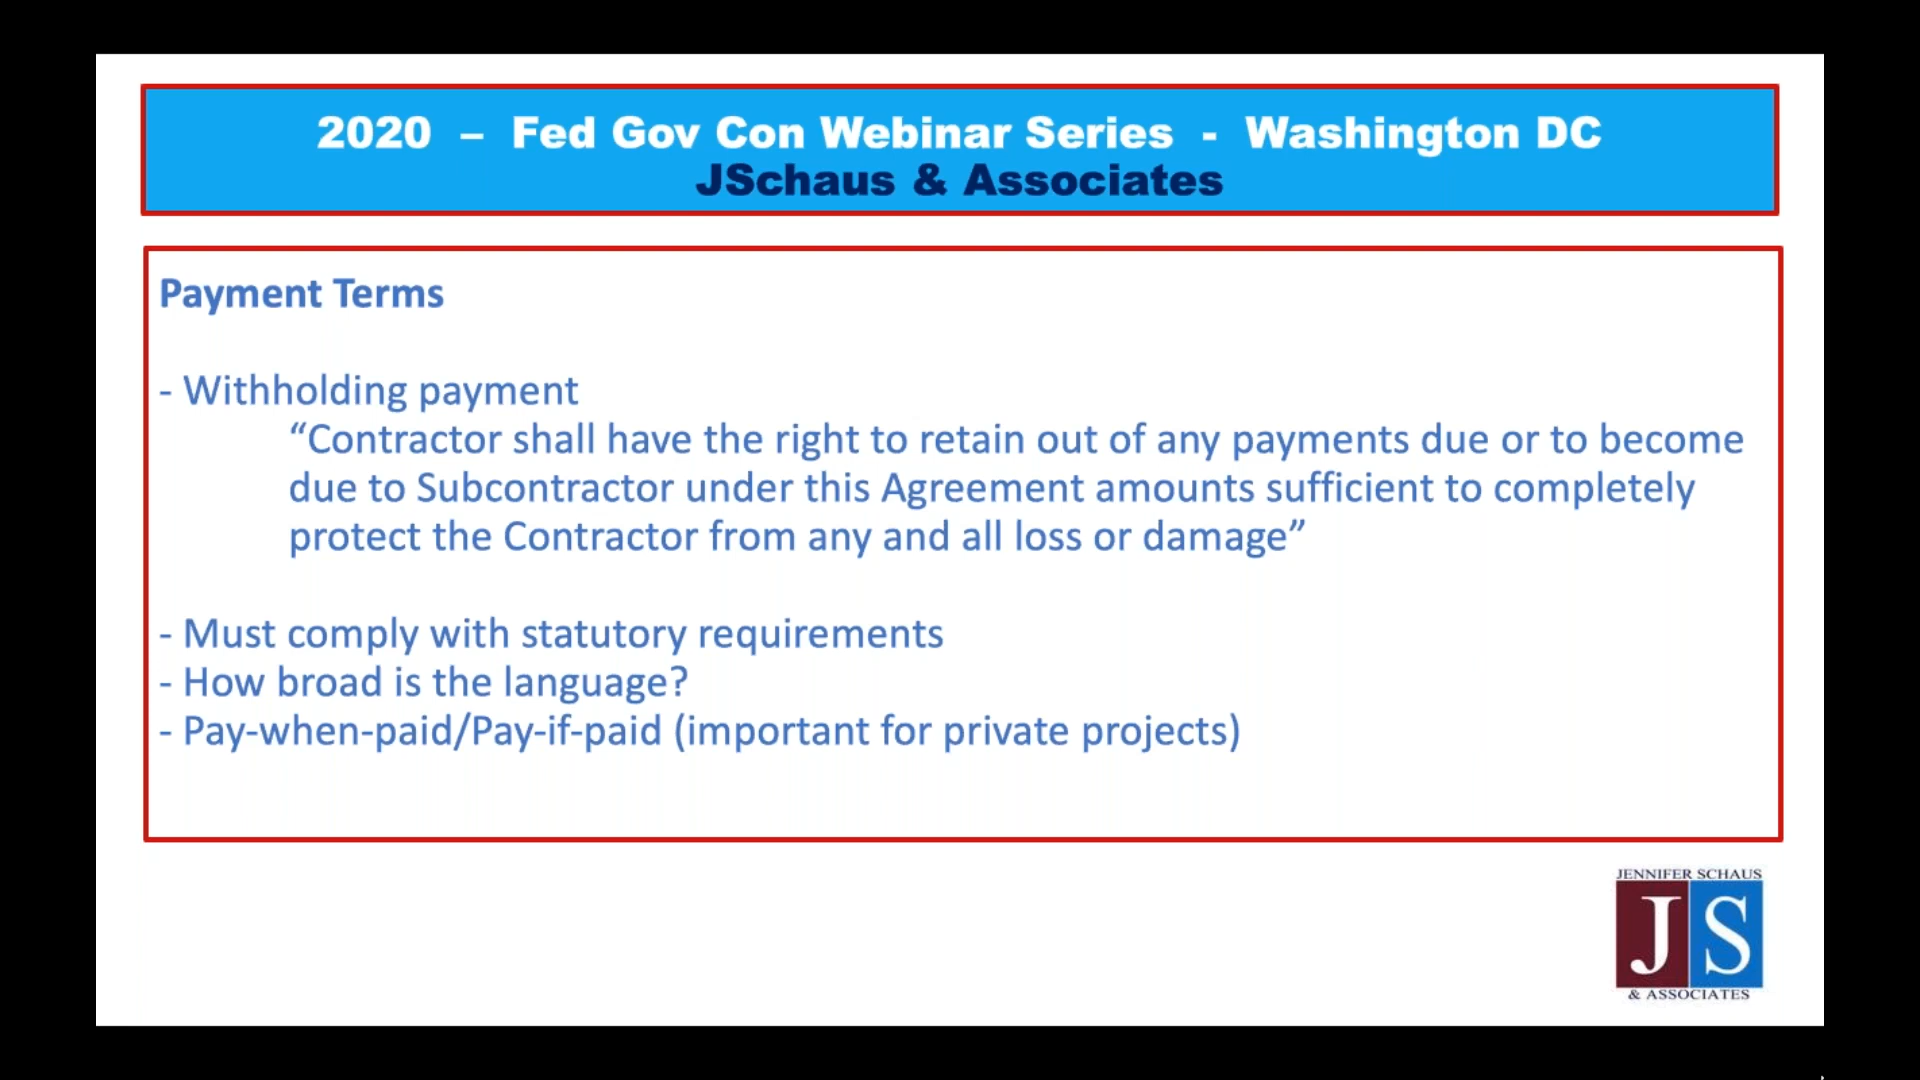 2020 – Fed Gov Con Webinar Series - Washington DC
JSchaus & Associates
Payment Terms
- Withholding payment
“Contractor shall have the right to retain out of any payments due or to become
due to Subcontractor under this Agreement amounts sufficient to completely
protect the Contractor from any and all loss or damage”
- Must comply with statutory requirements
- How broad is the language?
- Pay-when-paid/Pay-if-paid (important for private projects)
JENNIFER SCHAUS
JS
& ASSOCIATES